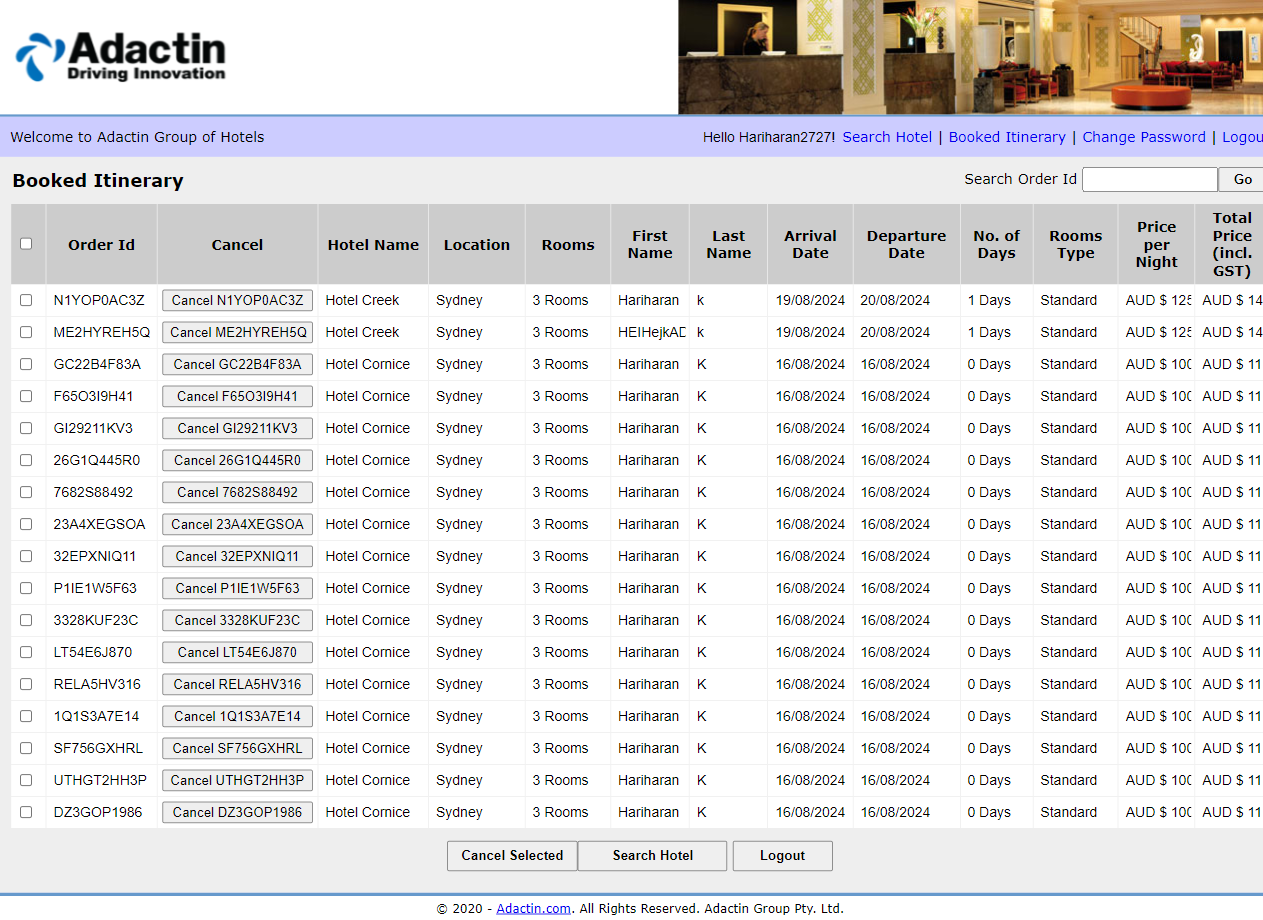 Adactin
Driving Innovation
Welcome to Adactin Group of Hotels
Hello Hariharan2727! Search Hotel | Booked Itinerary | Change Password | Logou
Booked Itinerary
Search Order Id Go
Order Id Cancel Hotel Name Location Rooms First Name Last Name Arrival Date Departure Date No. of Days Rooms Type Price per Night Total Price (incl. GST)
N1YOP0AC3Z Cancel N1YOP0AC3Z Hotel Creek Sydney 3 Rooms Hariharan k 19/08/2024 20/08/2024 1 Days Standard AUD $ 125 AUD $ 14
ME2HYREH5Q Cancel ME2HYREH5Q Hotel Creek Sydney 3 Rooms HEIHejkAD k 19/08/2024 20/08/2024 1 Days Standard AUD $ 125 AUD $ 14
GC22B4F83A Cancel GC22B4F83A Hotel Cornice Sydney 3 Rooms Hariharan K 16/08/2024 16/08/2024 0 Days Standard AUD $ 100 AUD $ 11
F65O3I9H41 Cancel F65O3I9H41 Hotel Cornice Sydney 3 Rooms Hariharan K 16/08/2024 16/08/2024 0 Days Standard AUD $ 100 AUD $ 11
GI29211KV3 Cancel GI29211KV3 Hotel Cornice Sydney 3 Rooms Hariharan K 16/08/2024 16/08/2024 0 Days Standard AUD $ 100 AUD $ 11
26G1Q445R0 Cancel 26G1Q445R0 Hotel Cornice Sydney 3 Rooms Hariharan K 16/08/2024 16/08/2024 0 Days Standard AUD $ 100 AUD $ 11
7682S88492 Cancel 7682S88492 Hotel Cornice Sydney 3 Rooms Hariharan K 16/08/2024 16/08/2024 0 Days Standard AUD $ 100 AUD $ 11
23A4XEGSOA Cancel 23A4XEGSOA Hotel Cornice Sydney 3 Rooms Hariharan K 16/08/2024 16/08/2024 0 Days Standard AUD $ 100 AUD $ 11
32EPXNIQ11 Cancel 32EPXNIQ11 Hotel Cornice Sydney 3 Rooms Hariharan K 16/08/2024 16/08/2024 0 Days Standard AUD $ 100 AUD $ 11
P1IE1W5F63 Cancel P1IE1W5F63 Hotel Cornice Sydney 3 Rooms Hariharan K 16/08/2024 16/08/2024 0 Days Standard AUD $ 100 AUD $ 11
3328KUF23C Cancel 3328KUF23C Hotel Cornice Sydney 3 Rooms Hariharan K 16/08/2024 16/08/2024 0 Days Standard AUD $ 100 AUD $ 11
LT54E6J870 Cancel LT54E6J870 Hotel Cornice Sydney 3 Rooms Hariharan K 16/08/2024 16/08/2024 0 Days Standard AUD $ 100 AUD $ 11
RELA5HV316 Cancel RELA5HV316 Hotel Cornice Sydney 3 Rooms Hariharan K 16/08/2024 16/08/2024 0 Days Standard AUD $ 100 AUD $ 11
1Q1S3A7E14 Cancel 1Q1S3A7E14 Hotel Cornice Sydney 3 Rooms Hariharan K 16/08/2024 16/08/2024 0 Days Standard AUD $ 100 AUD $ 11
SF756GXHRL Cancel SF756GXHRL Hotel Cornice Sydney 3 Rooms Hariharan K 16/08/2024 16/08/2024 0 Days Standard AUD $ 100 AUD $ 11
UTHGT2HH3P Cancel UTHGT2HH3P Hotel Cornice Sydney 3 Rooms Hariharan K 16/08/2024 16/08/2024 0 Days Standard AUD $ 100 AUD $ 11
DZ3GOP1986 Cancel DZ3GOP1986 Hotel Cornice Sydney 3 Rooms Hariharan K 16/08/2024 16/08/2024 0 Days Standard AUD $ 100 AUD $ 11
Cancel Selected Search Hotel Logout
© 2020 - Adactin.com. All Rights Reserved. Adactin Group Pty. Ltd.